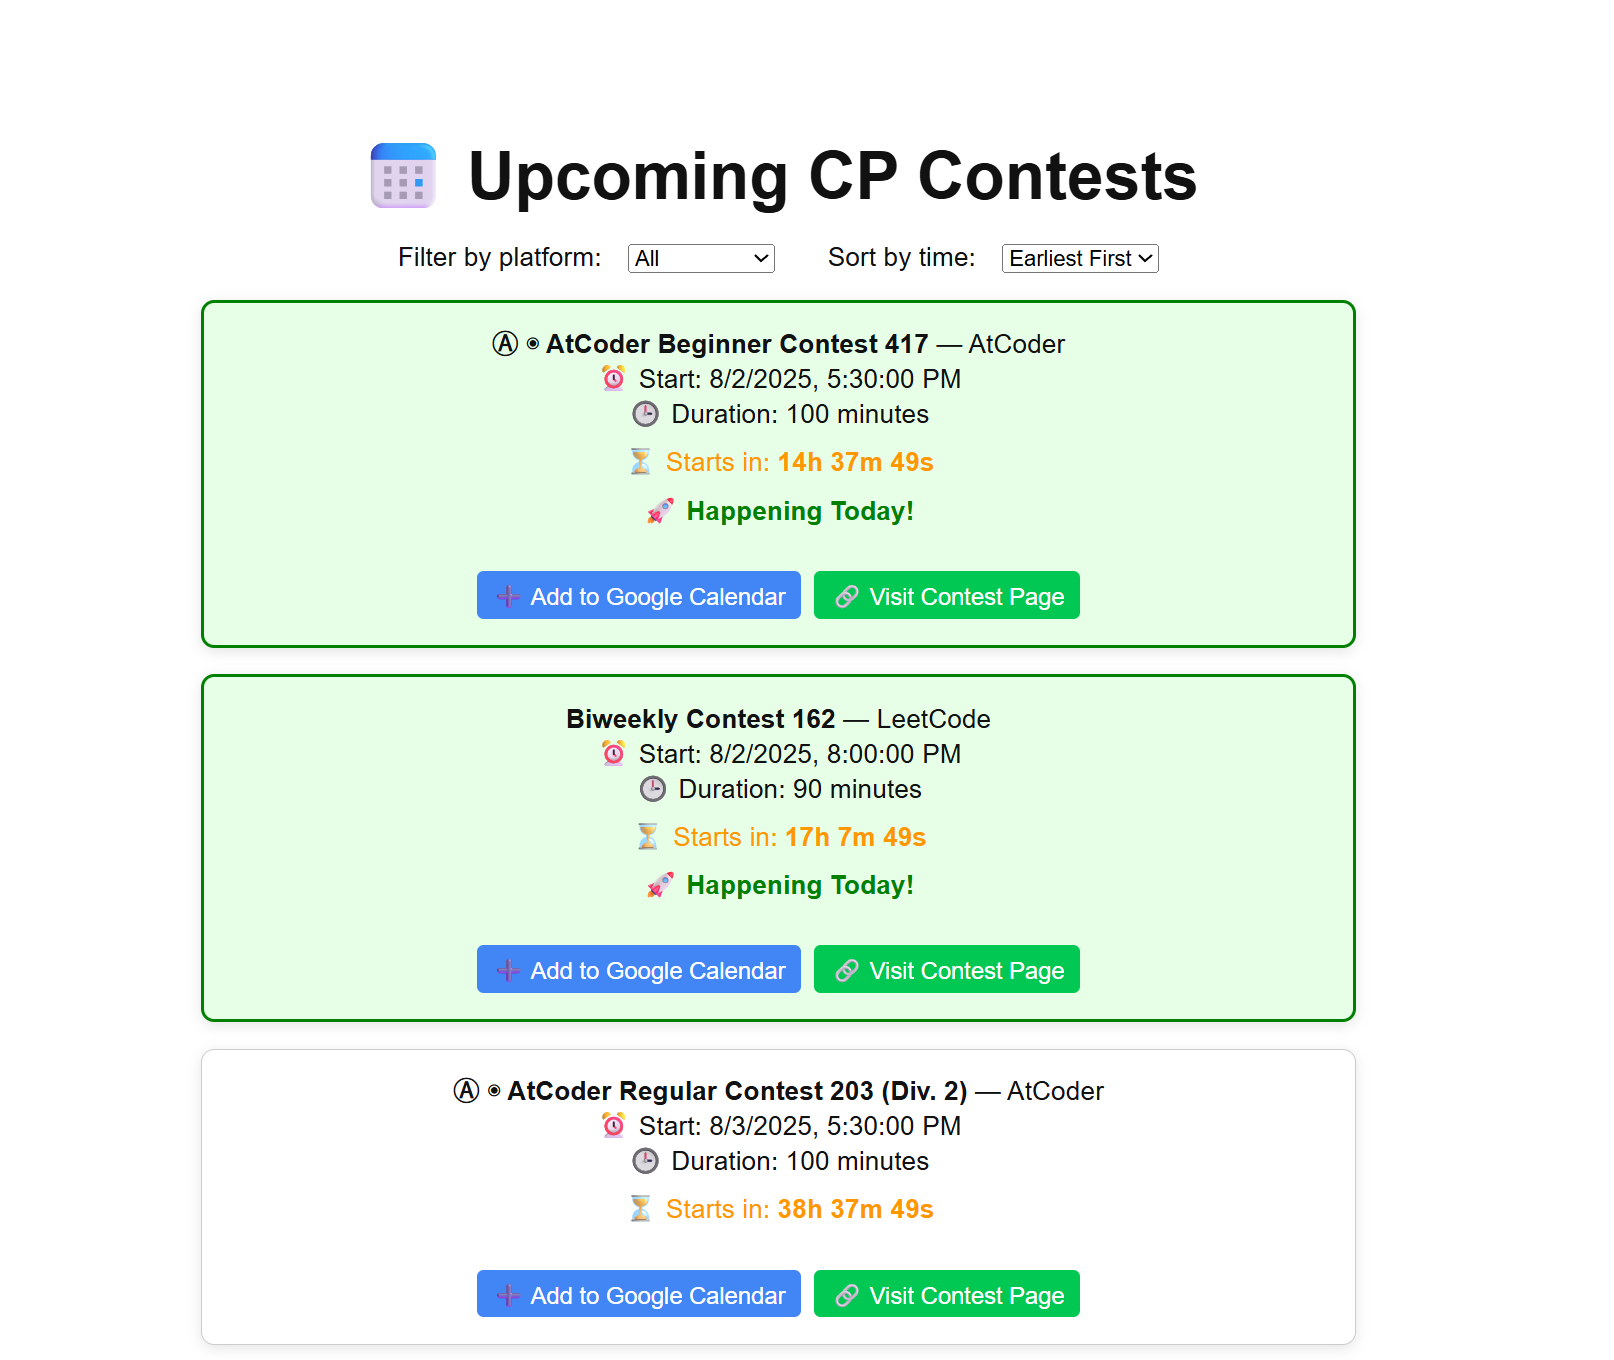 📅 Upcoming CP Contests
Filter by platform: All Sort by time: Earliest First
Ⓐ ◉ AtCoder Beginner Contest 417 — AtCoder
⏰ Start: 8/2/2025, 5:30:00 PM
🕒 Duration: 100 minutes
⏳ Starts in: 14h 37m 49s
🚀 Happening Today!
➕ Add to Google Calendar 🔗 Visit Contest Page
Biweekly Contest 162 — LeetCode
⏰ Start: 8/2/2025, 8:00:00 PM
🕒 Duration: 90 minutes
⏳ Starts in: 17h 7m 49s
🚀 Happening Today!
➕ Add to Google Calendar 🔗 Visit Contest Page
Ⓐ ◉ AtCoder Regular Contest 203 (Div. 2) — AtCoder
⏰ Start: 8/3/2025, 5:30:00 PM
🕒 Duration: 100 minutes
⏳ Starts in: 38h 37m 49s
➕ Add to Google Calendar 🔗 Visit Contest Page